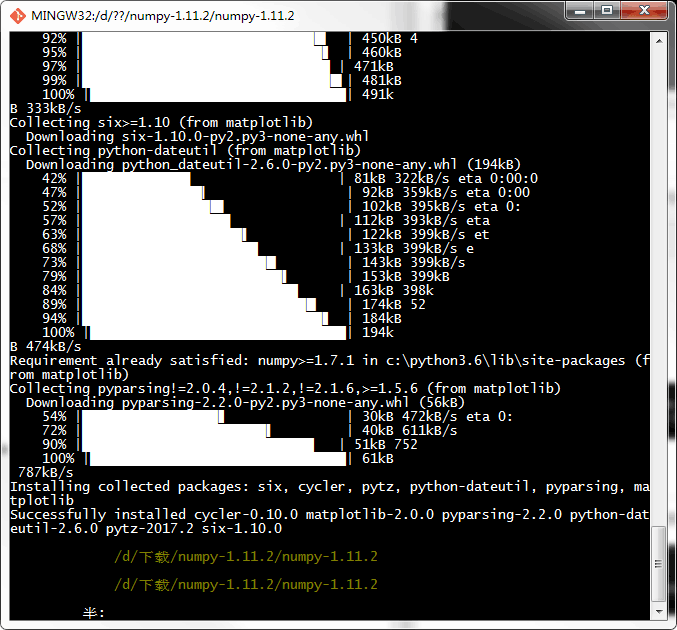 MINGW32:/d/??/numpy-1.11.2/numpy-1.11.2
92% | | 450kB 4
95% | | 460kB
97% | | 471kB
99% | | 481kB
100% | | 491k
B 333kB/s
Collecting six>=1.10 (from matplotlib)
Downloading six-1.10.0-py2.py3-none-any.whl
Collecting python-dateutil (from matplotlib)
Downloading python_dateutil-2.6.0-py2.py3-none-any.whl (194kB)
42% | | 81kB 322kB/s eta 0:00:0
47% | | 92kB 359kB/s eta 0:00
52% | | 102kB 395kB/s eta 0:
57% | | 112kB 393kB/s eta
63% | | 122kB 399kB/s et
68% | | 133kB 399kB/s e
73% | | 143kB 399kB/s
79% | | 153kB 399kB
84% | | 163kB 398k
89% | | 174kB 52
94% | | 184kB
100% | | 194k
B 474kB/s
Requirement already satisfied: numpy>=1.7.1 in c:\python3.6\lib\site-packages (f
rom matplotlib)
Collecting pyparsing!=2.0.4,!=2.1.2,!=2.1.6,>=1.5.6 (from matplotlib)
Downloading pyparsing-2.2.0-py2.py3-none-any.whl (56kB)
54% | | 30kB 472kB/s eta 0:
72% | | 40kB 611kB/s
90% | | 51kB 752
100% | | 61kB
787kB/s
Installing collected packages: six, cycler, pytz, python-dateutil, pyparsing, ma
tplotlib
Successfully installed cycler-0.10.0 matplotlib-2.0.0 pyparsing-2.2.0 python-dat
eutil-2.6.0 pytz-2017.2 six-1.10.0
/d/下载/numpy-1.11.2/numpy-1.11.2
/d/下载/numpy-1.11.2/numpy-1.11.2
半: